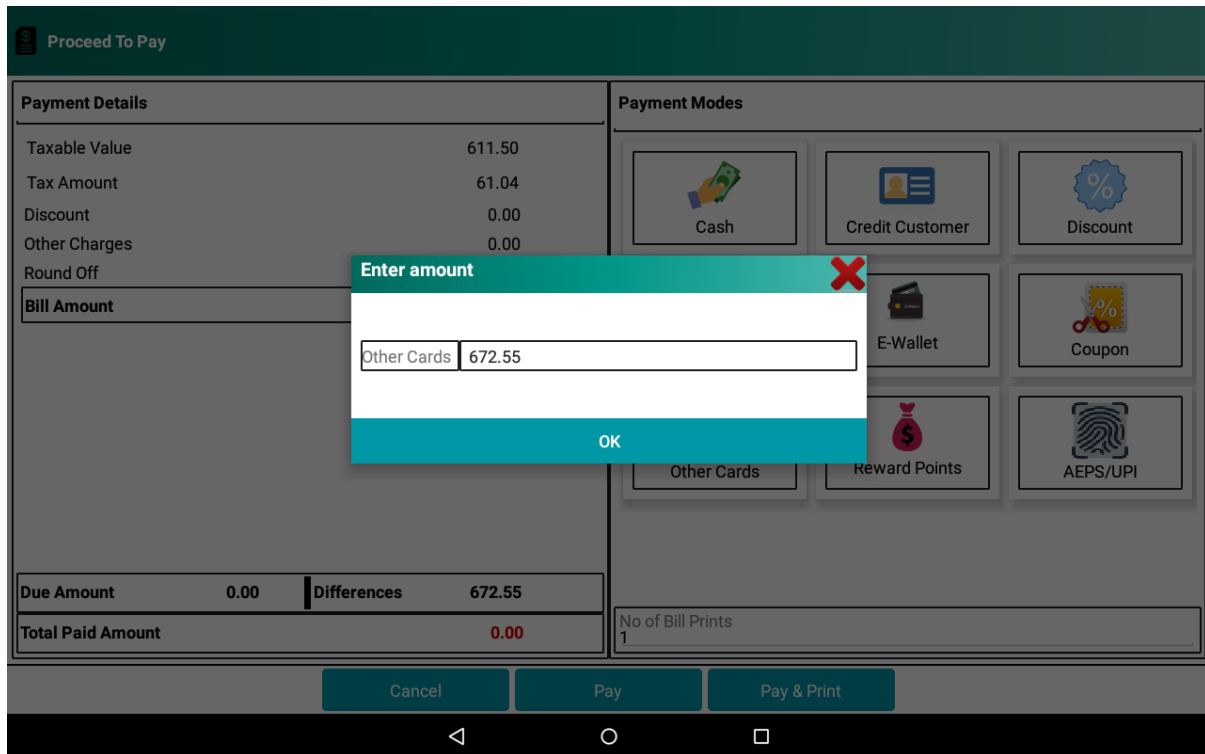 Proceed To Pay
Payment Details
Taxable Value 611.50
Tax Amount 61.04
Discount 0.00
Other Charges 0.00
Round Off
Bill Amount
Due Amount 0.00 Differences 672.55
Total Paid Amount 0.00
Payment Modes
Cash Credit Customer Discount
E-Wallet Coupon
Other Cards Reward Points AEPS/UPI
No of Bill Prints
1
Enter amount
Other Cards 672.55
OK
Cancel Pay Pay & Print